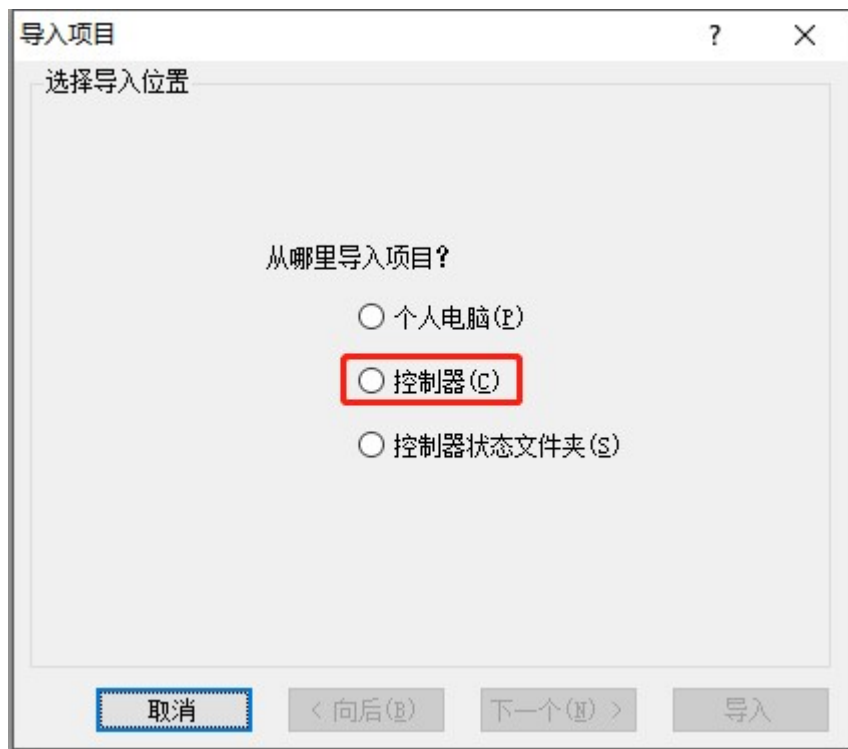 导入项目
选择导入位置
从哪里导入项目?
个人电脑(P)
控制器(C)
控制器状态文件夹(S)
取消 < 向后(B) 下一个(N) > 导入